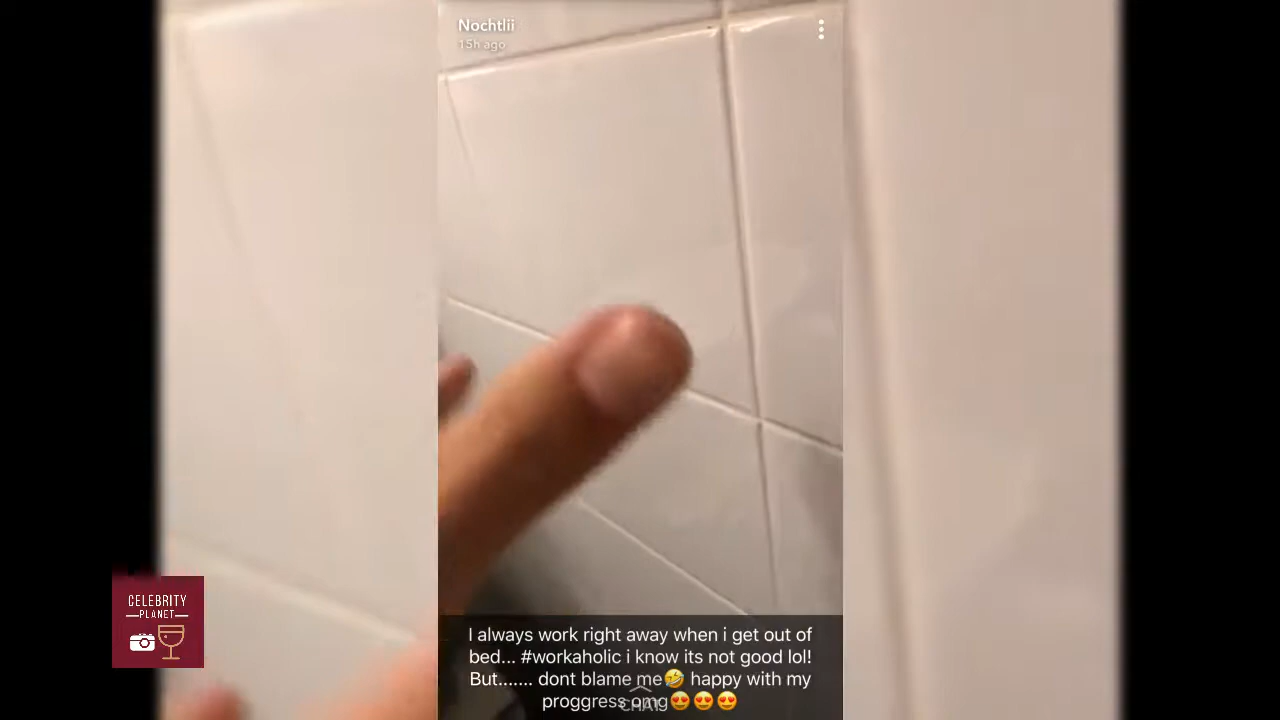 Nochtlii
15h ago
I always work right away when i get out of
bed... #workaholic i know its not good lol!
But....... dont blame me🤣 happy with my
proggress omg😍😍😍
CHAT
CELEBRITY
PLANET